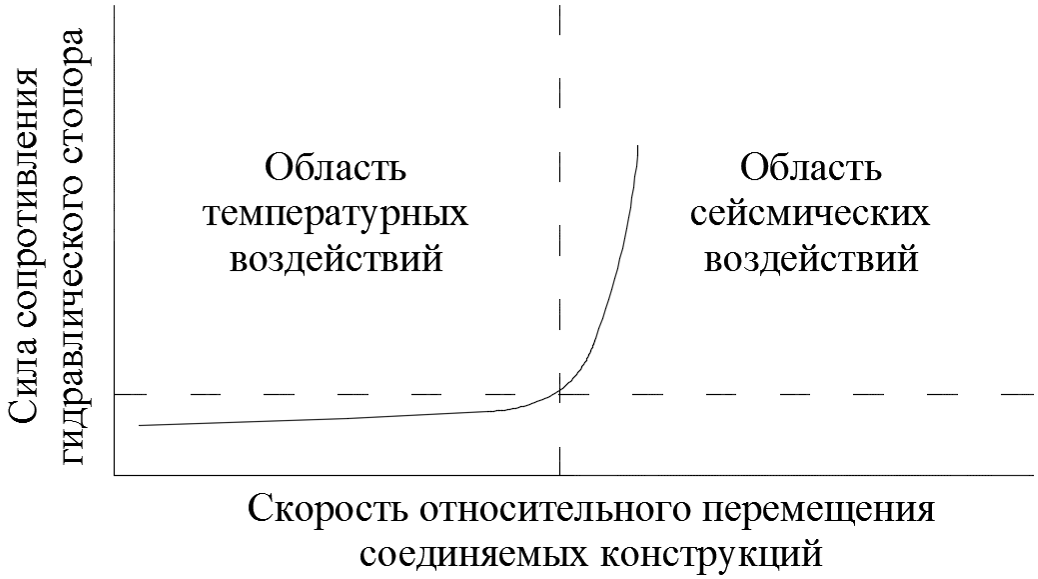 Сила сопротивления
гидравлического стопора
Область
температурных
воздействий
Область
сейсмических
воздействий
Скорость относительного перемещения
соединяемых конструкций